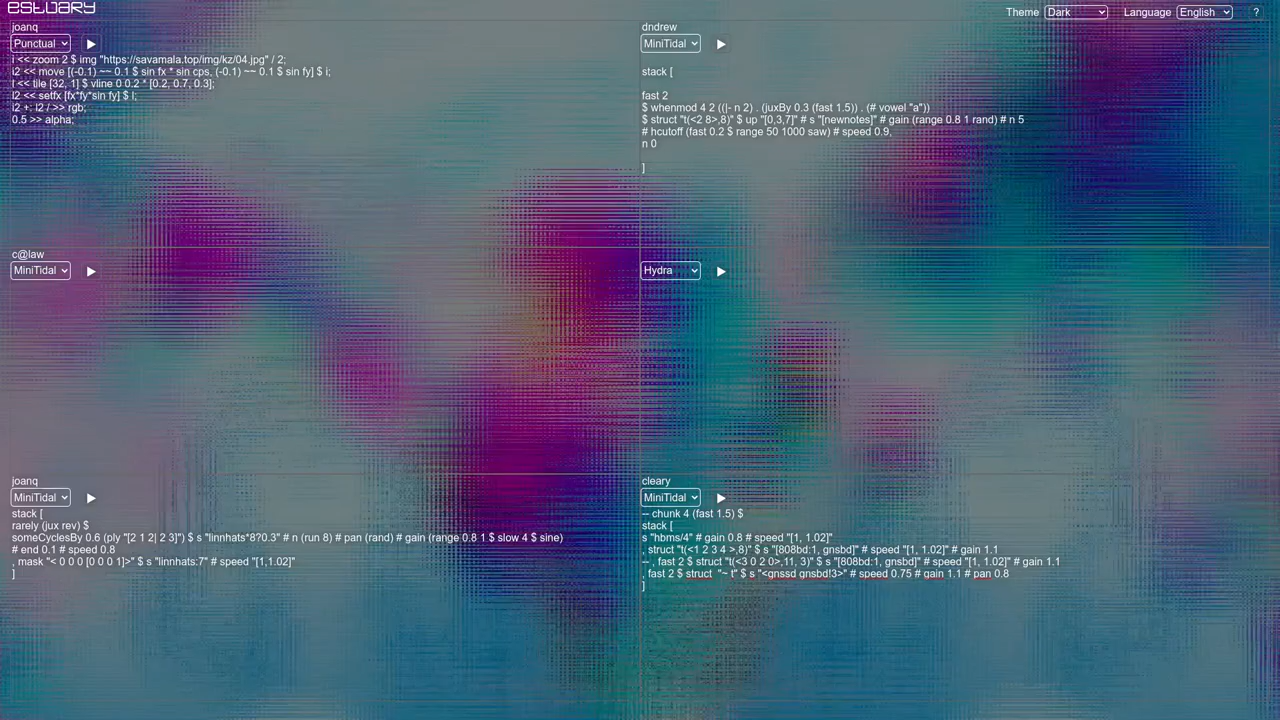 estuary
Theme Dark Language English ?
joanq
Punctual
i << zoom 2 $ img "https://savamala.top/img/kz/04.jpg" / 2;
i2 << move [(-0.1) ~~ 0.1 $ sin fx * sin cps, (-0.1) ~~ 0.1 $ sin fy] $ i;
i << tile [32, 1] $ vline 0 0.2 * [0.2, 0.7, 0.3];
i2 << setfx [fx*fy*sin fy] $ i;
i2 +: i2 / >> rgb;
0.5 >> alpha;
dndrew
MiniTidal
stack [
fast 2
$ whenmod 4 2 ((|- n 2) . (juxBy 0.3 (fast 1.5)) . (# vowel "a"))
$ struct "t(<2 8>,8)" $ up "[0,3,7]" # s "[newnotes]" # gain (range 0.8 1 rand) # n 5
# hcutoff (fast 0.2 $ range 50 1000 saw) # speed 0.9,
n 0
]
c@law
MiniTidal
Hydra
joanq
MiniTidal
stack [
rarely (jux rev) $
someCyclesBy 0.6 (ply "[2 1 2| 2 3]") $ s "linnhats*8?0.3" # n (run 8) # pan (rand) # gain (range 0.8 1 $ slow 4 $ sine)
# end 0.1 # speed 0.8
, mask "< 0 0 0 [0 0 0 1]>" $ s "linnhats:7" # speed "[1,1.02]"
]
cleary
MiniTidal
-- chunk 4 (fast 1.5) $
stack [
s "hbms/4" # gain 0.8 # speed "[1, 1.02]"
, struct "t(<1 2 3 4 >,8)" $ s "[808bd:1, gnsbd]" # speed "[1, 1.02]" # gain 1.1
-- , fast 2 $ struct "t(<3 0 2 0>,11, 3)" $ s "[808bd:1, gnsbd]" # speed "[1, 1.02]" # gain 1.1
, fast 2 $ struct "~ t" $ s "<gnssd gnsbd!3>" # speed 0.75 # gain 1.1 # pan 0.8
]